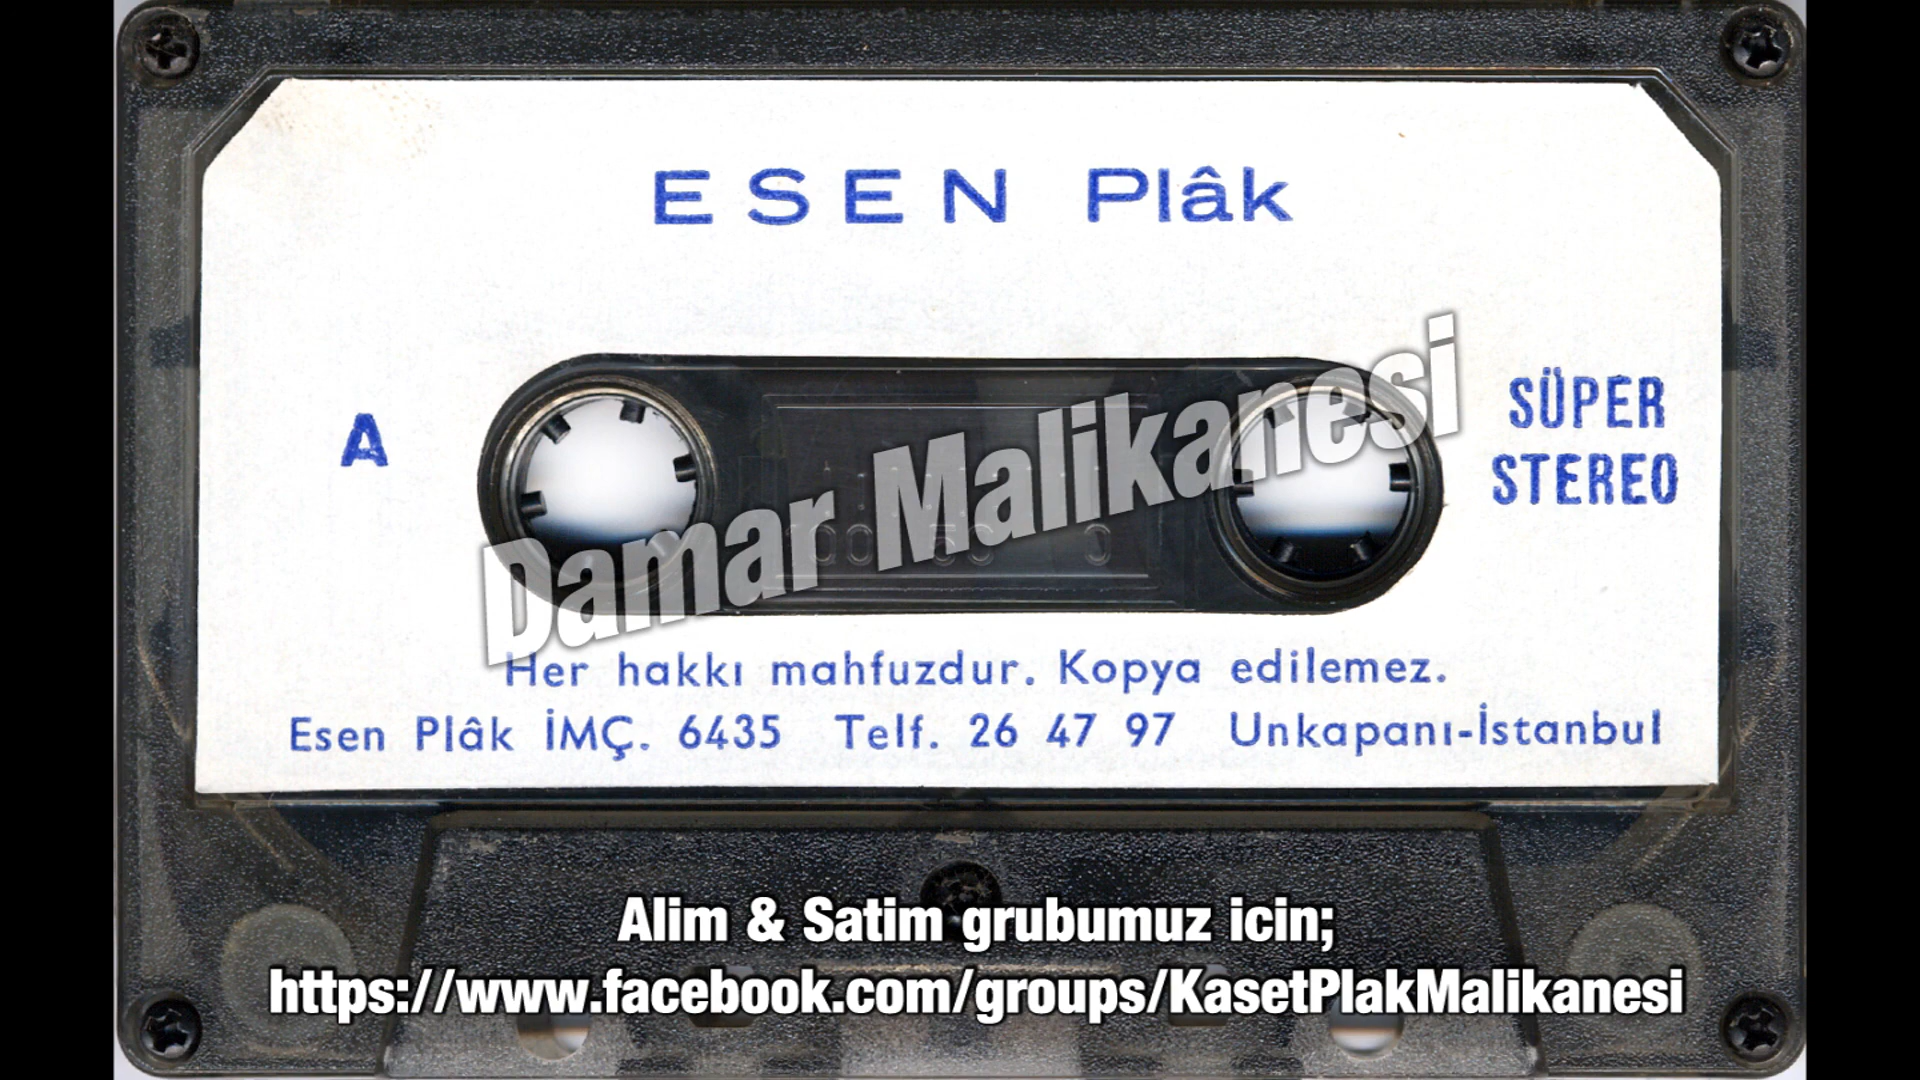 ESEN Plâk
A
SÜPER
STEREO
Damar Malikanesi
Her hakkı mahfuzdur. Kopya edilemez.
Esen Plâk İMÇ. 6435 Telf. 26 47 97 Unkapanı-İstanbul
Alim & Satim grubumuz icin;
https://www.facebook.com/groups/KasetPlakMalikanesi